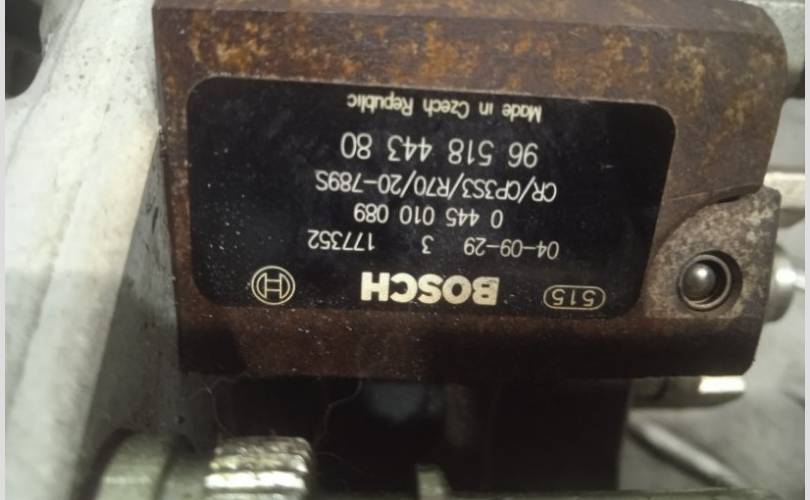 515 BOSCH
04-09-29 3 177352
0 445 010 089
CR/CP3S3/R70/20-789S
96 518 443 80
Made in Czech Republic